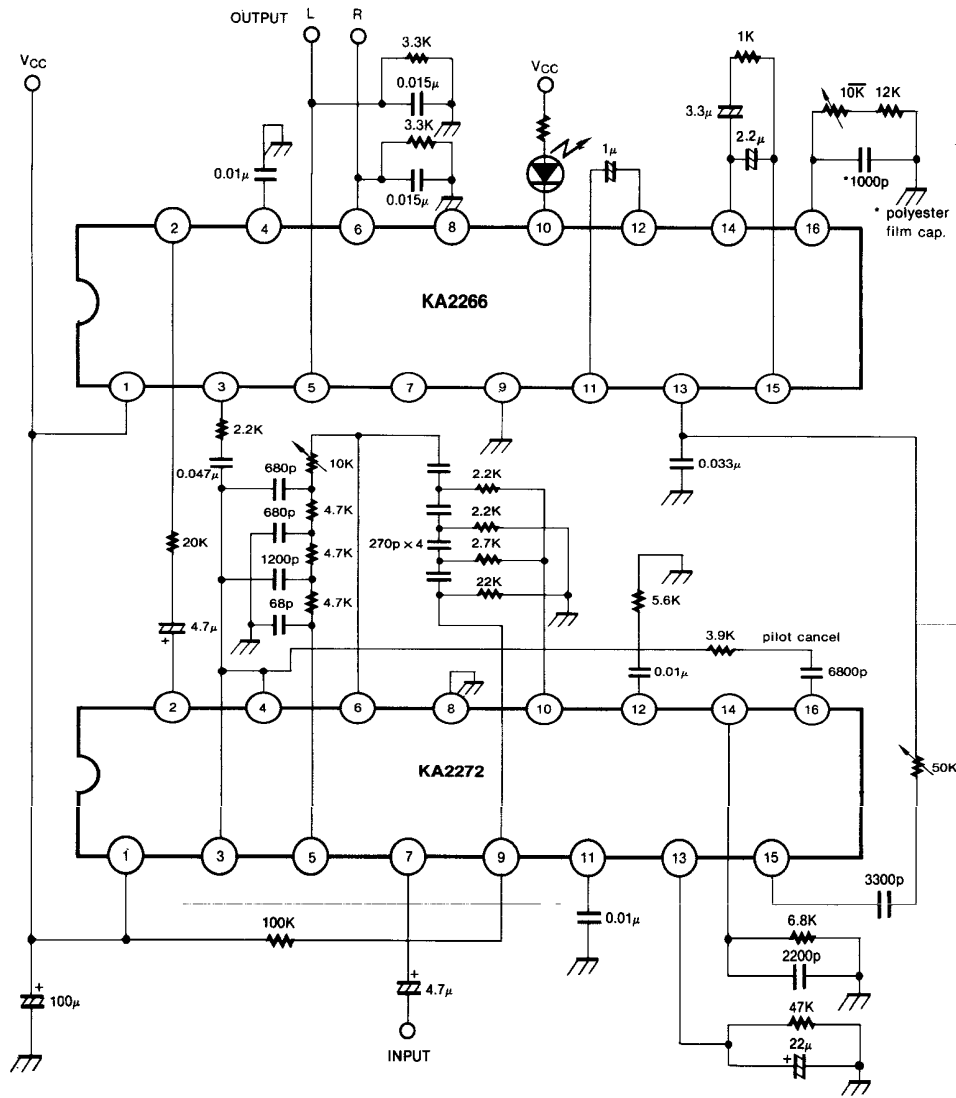 OUTPUT L R
VCC
3.3K
0.015μ
3.3K
0.015μ
0.01μ
VCC
1μ
1K
3.3μ
2.2μ
10K 12K
*1000p
* polyester
film cap.
2 4 6 8 10 12 14 16
KA2266
1 3 5 7 9 11 13 15
2.2K
0.047μ
680p
10K
680p
4.7K
1200p
4.7K
68p
4.7K
20K
4.7μ
+
2.2K
2.2K
270p × 4
2.7K
22K
0.033μ
5.6K
0.01μ
3.9K
pilot cancel
6800p
2 4 6 8 10 12 14 16
KA2272
50K
1 3 5 7 9 11 13 15
3300p
100K
0.01μ
6.8K
2200p
+
100μ
+
4.7μ
INPUT
47K
22μ
+